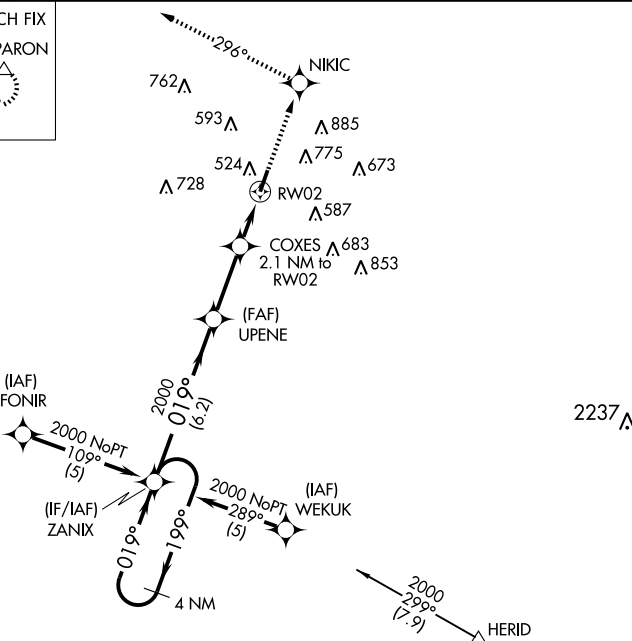 CH FIX
PARON
296°
NIKIC
762
593
885
775
524
673
728
RW02
587
COXES
2.1 NM to
RW02
683
853
(FAF)
UPENE
2000
019°
(6.2)
(IAF)
FONIR
2000 NoPT
109°
(5)
2237
(IF/IAF)
ZANIX
2000 NoPT
289°
(5)
(IAF)
WEKUK
019°
199°
4 NM
2000
299°
(7.9)
HERID